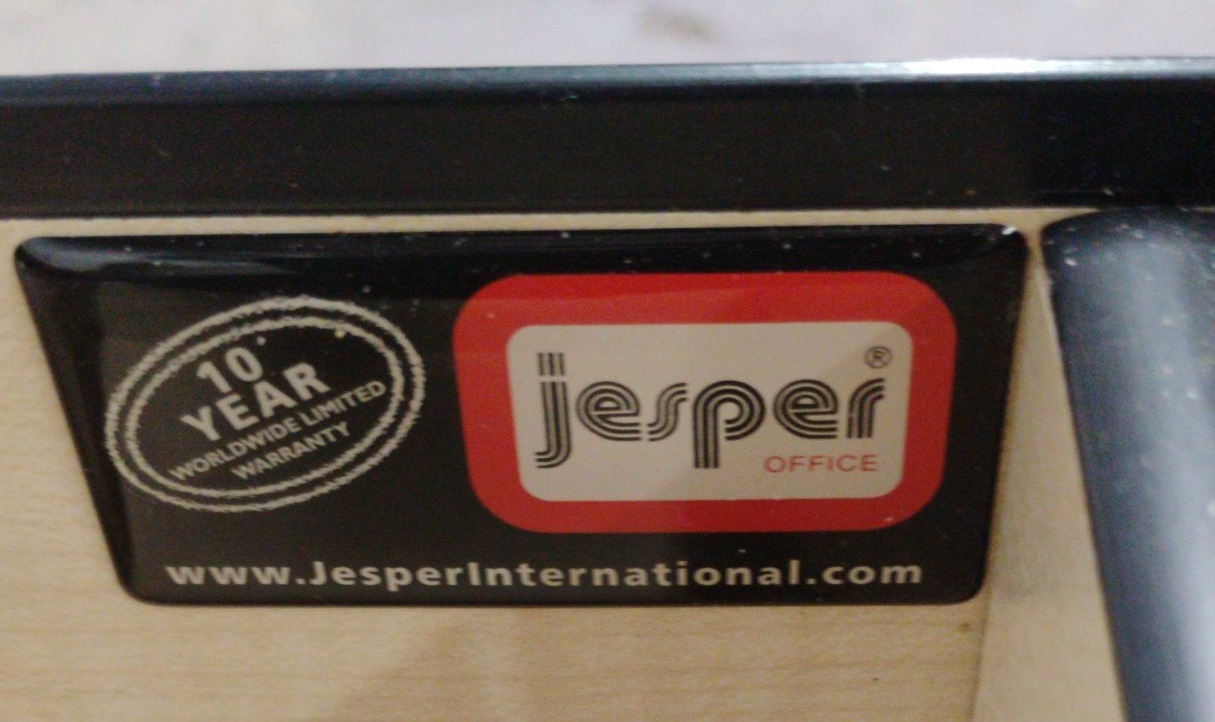 10
YEAR
WORLDWIDE LIMITED
WARRANTY
jesper®
OFFICE
www.JesperInternational.com